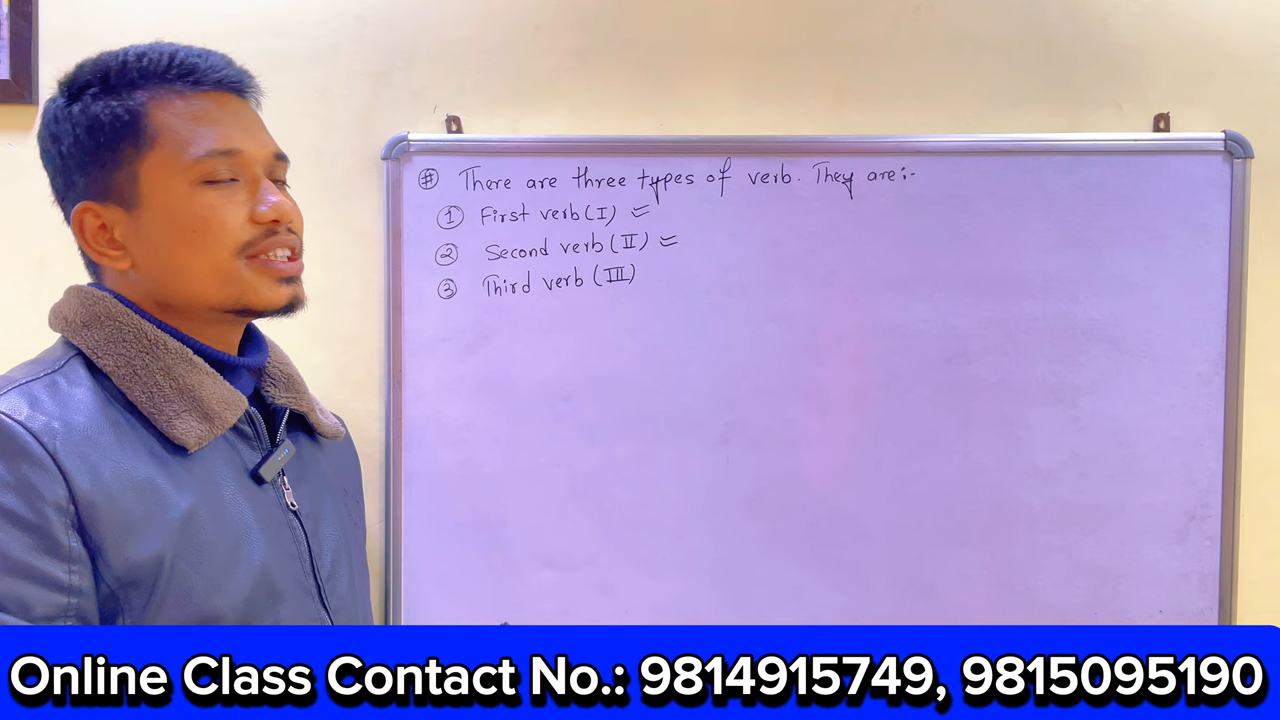 # There are three types of verb. They are:-
① First verb (I) =
② Second verb (II) =
③ Third verb (III)
Online Class Contact No.: 9814915749, 9815095190